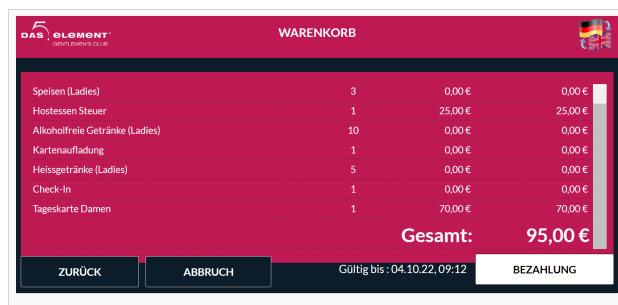 DAS 5. ELEMENT
GENTLEMEN'S CLUB
WARENKORB
Speisen (Ladies) 3 0,00 € 0,00 €
Hostessen Steuer 1 25,00 € 25,00 €
Alkoholfreie Getränke (Ladies) 10 0,00 € 0,00 €
Kartenaufladung 1 0,00 € 0,00 €
Heissgetränke (Ladies) 5 0,00 € 0,00 €
Check-In 1 0,00 € 0,00 €
Tageskarte Damen 1 70,00 € 70,00 €
Gesamt: 95,00 €
ZURÜCK ABBRUCH Gültig bis : 04.10.22, 09:12 BEZAHLUNG